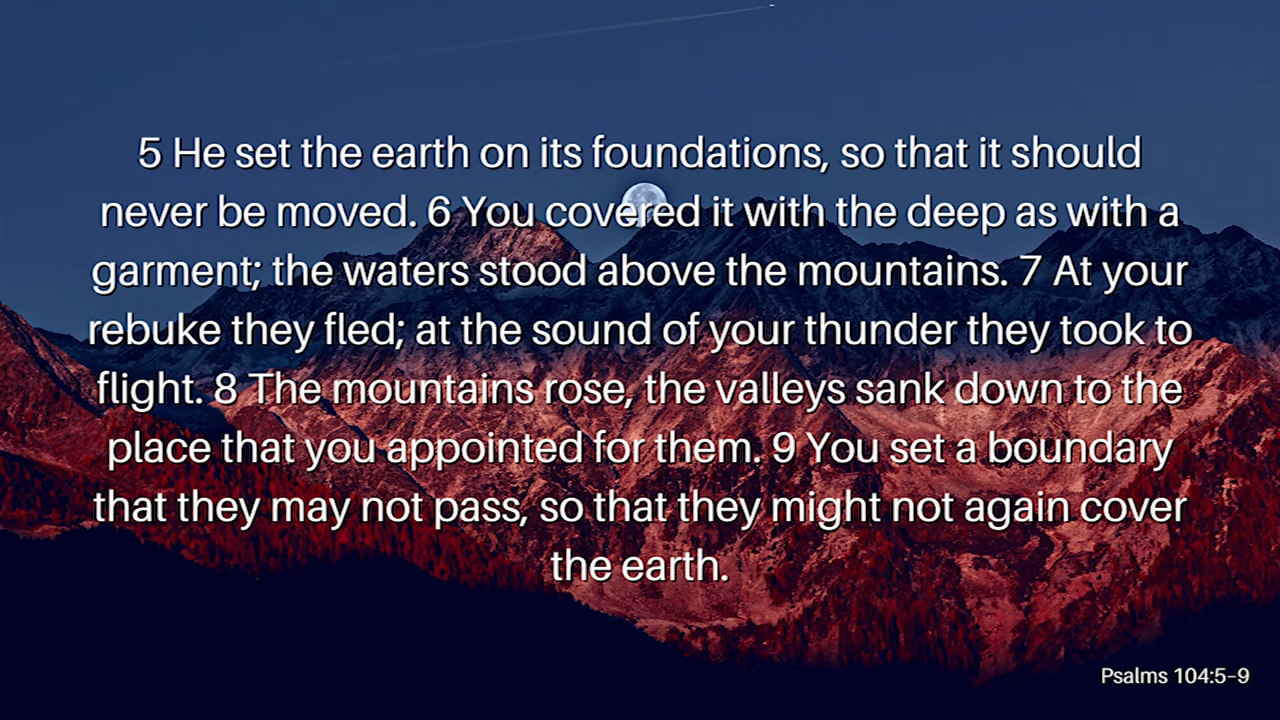 5 He set the earth on its foundations, so that it should
never be moved. 6 You covered it with the deep as with a
garment; the waters stood above the mountains. 7 At your
rebuke they fled; at the sound of your thunder they took to
flight. 8 The mountains rose, the valleys sank down to the
place that you appointed for them. 9 You set a boundary
that they may not pass, so that they might not again cover
the earth.
Psalms 104:5-9